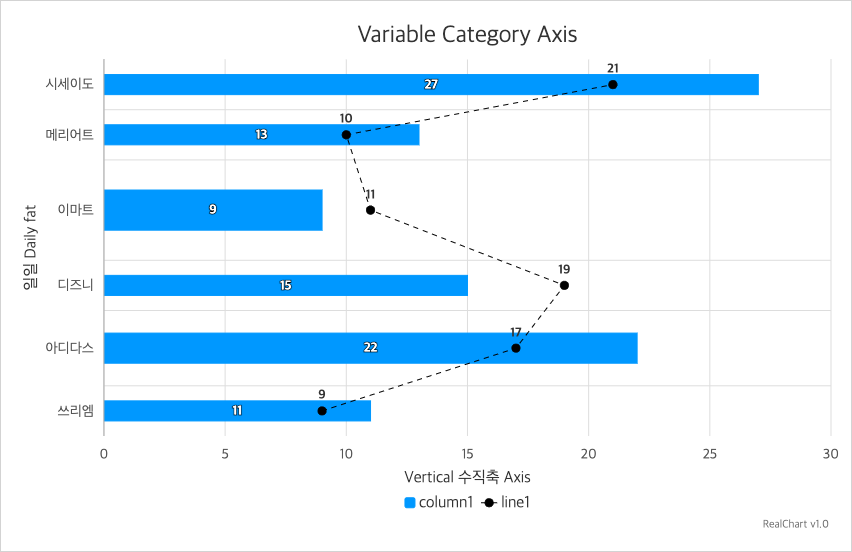 Variable Category Axis
시세이도
27
21
메리어트
13
10
이마트
9
11
일일 Daily fat
디즈니
15
19
아디다스
22
17
쓰리엠
11
9
0 5 10 15 20 25 30
Vertical 수직축 Axis
column1 line1
RealChart v1.0